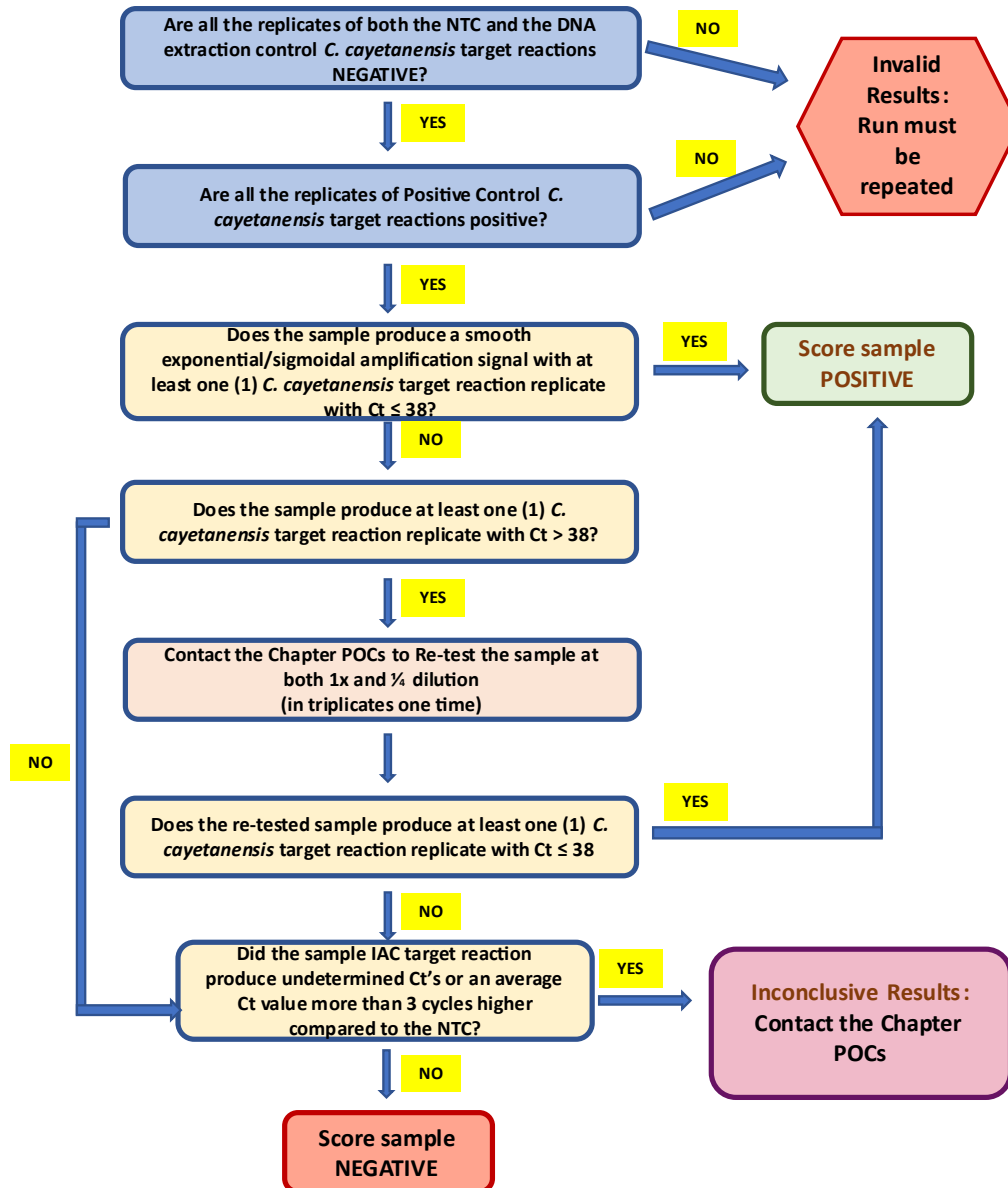 Are all the replicates of both the NTC and the DNA
extraction control C. cayetanensis target reactions
NEGATIVE?
NO
Invalid
Results:
Run must
be
repeated
YES
NO
Are all the replicates of Positive Control C.
cayetanensis target reactions positive?
YES
Does the sample produce a smooth
exponential/sigmoidal amplification signal with at
least one (1) C. cayetanensis target reaction replicate
with Ct ≤ 38?
YES
Score sample
POSITIVE
NO
Does the sample produce at least one (1) C.
cayetanensis target reaction replicate with Ct > 38?
YES
Contact the Chapter POCs to Re-test the sample at
both 1x and ¼ dilution
(in triplicates one time)
NO
YES
Does the re-tested sample produce at least one (1) C.
cayetanensis target reaction replicate with Ct ≤ 38
NO
Did the sample IAC target reaction
produce undetermined Ct's or an average
Ct value more than 3 cycles higher
compared to the NTC?
YES
Inconclusive Results:
Contact the Chapter
POCs
NO
Score sample
NEGATIVE